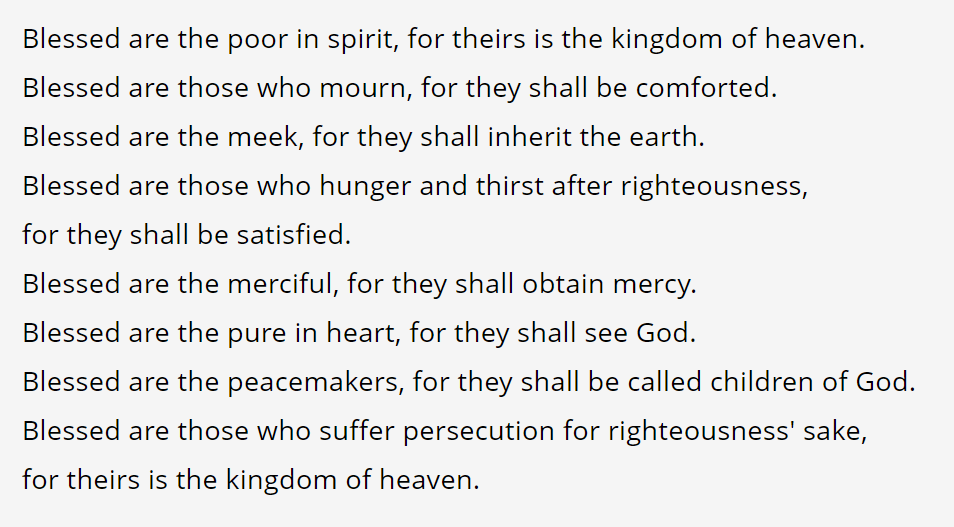 Blessed are the poor in spirit, for theirs is the kingdom of heaven.
Blessed are those who mourn, for they shall be comforted.
Blessed are the meek, for they shall inherit the earth.
Blessed are those who hunger and thirst after righteousness,
for they shall be satisfied.
Blessed are the merciful, for they shall obtain mercy.
Blessed are the pure in heart, for they shall see God.
Blessed are the peacemakers, for they shall be called children of God.
Blessed are those who suffer persecution for righteousness' sake,
for theirs is the kingdom of heaven.